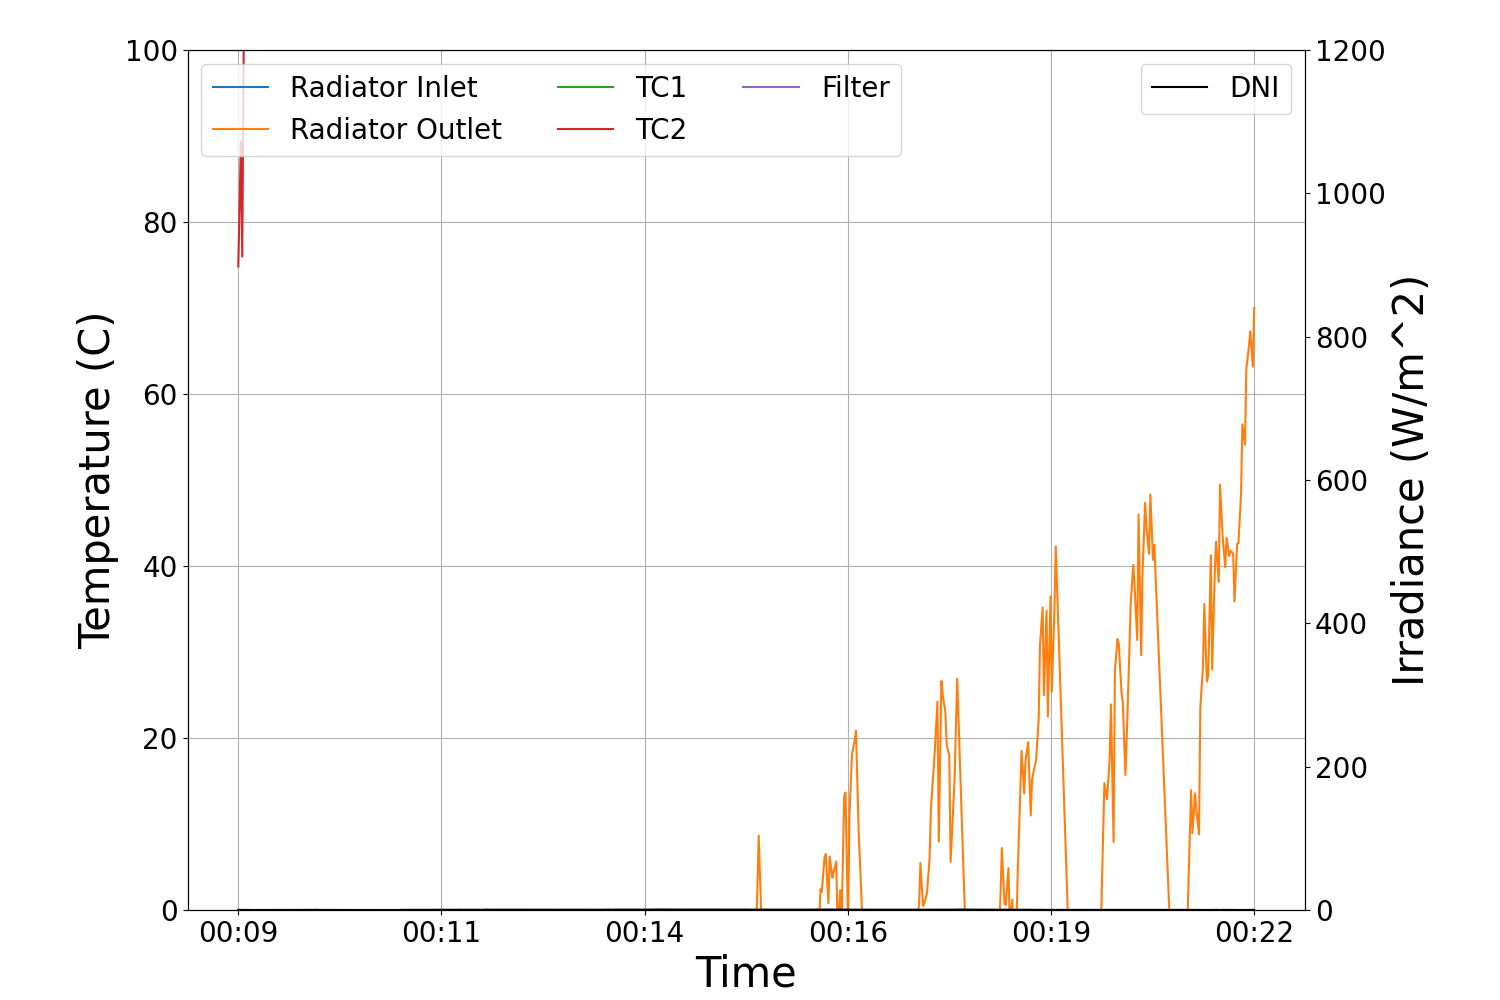 Radiator Inlet
Radiator Outlet
TC1
TC2
Filter
DNI
100
80
60
40
20
0
Temperature (C)
1200
1000
800
600
400
200
0
Irradiance (W/m^2)
00:09 00:11 00:14 00:16 00:19 00:22
Time